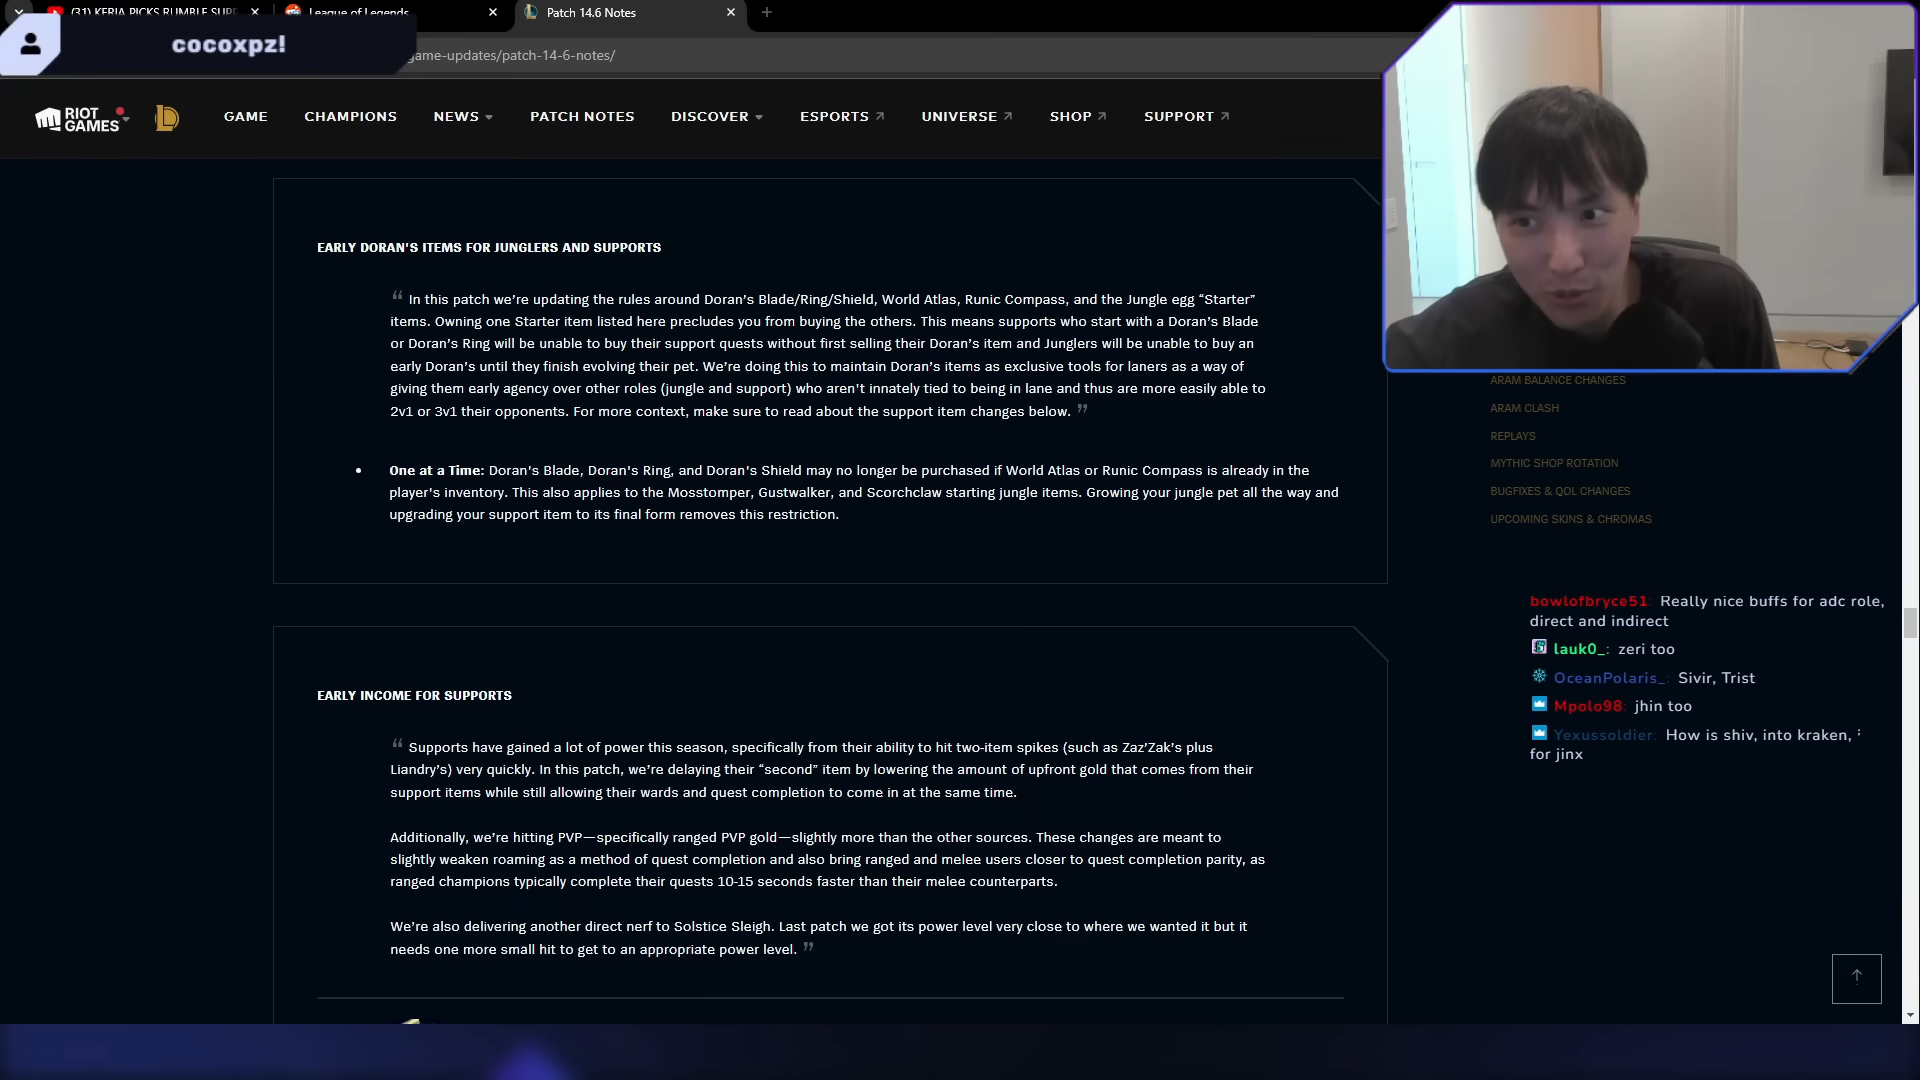 (31) KERIA PICKS RUMBLE SUPP
League of Legends
Patch 14.6 Notes
cocoxpz!
game-updates/patch-14-6-notes/
RIOT GAMES
GAME
CHAMPIONS
NEWS
PATCH NOTES
DISCOVER
ESPORTS
UNIVERSE
SHOP
SUPPORT
EARLY DORAN'S ITEMS FOR JUNGLERS AND SUPPORTS
“ In this patch we’re updating the rules around Doran’s Blade/Ring/Shield, World Atlas, Runic Compass, and the Jungle egg “Starter”
items. Owning one Starter item listed here precludes you from buying the others. This means supports who start with a Doran’s Blade
or Doran’s Ring will be unable to buy their support quests without first selling their Doran’s item and Junglers will be unable to buy an
early Doran’s until they finish evolving their pet. We’re doing this to maintain Doran’s items as exclusive tools for laners as a way of
giving them early agency over other roles (jungle and support) who aren't innately tied to being in lane and thus are more easily able to
2v1 or 3v1 their opponents. For more context, make sure to read about the support item changes below. ”
• One at a Time: Doran's Blade, Doran's Ring, and Doran's Shield may no longer be purchased if World Atlas or Runic Compass is already in the
player's inventory. This also applies to the Mosstomper, Gustwalker, and Scorchclaw starting jungle items. Growing your jungle pet all the way and
upgrading your support item to its final form removes this restriction.
EARLY INCOME FOR SUPPORTS
“ Supports have gained a lot of power this season, specifically from their ability to hit two-item spikes (such as Zaz’Zak’s plus
Liandry’s) very quickly. In this patch, we’re delaying their “second” item by lowering the amount of upfront gold that comes from their
support items while still allowing their wards and quest completion to come in at the same time.
Additionally, we’re hitting PVP—specifically ranged PVP gold—slightly more than the other sources. These changes are meant to
slightly weaken roaming as a method of quest completion and also bring ranged and melee users closer to quest completion parity, as
ranged champions typically complete their quests 10-15 seconds faster than their melee counterparts.
We’re also delivering another direct nerf to Solstice Sleigh. Last patch we got its power level very close to where we wanted it but it
needs one more small hit to get to an appropriate power level. ”
ARAM BALANCE CHANGES
ARAM CLASH
REPLAYS
MYTHIC SHOP ROTATION
BUGFIXES & QOL CHANGES
UPCOMING SKINS & CHROMAS
bowlofbryce51: Really nice buffs for adc role,
direct and indirect
lauk0_: zeri too
OceanPolaris_: Sivir, Trist
Mpolo98: jhin too
Yexussoldier: How is shiv, into kraken,
for jinx